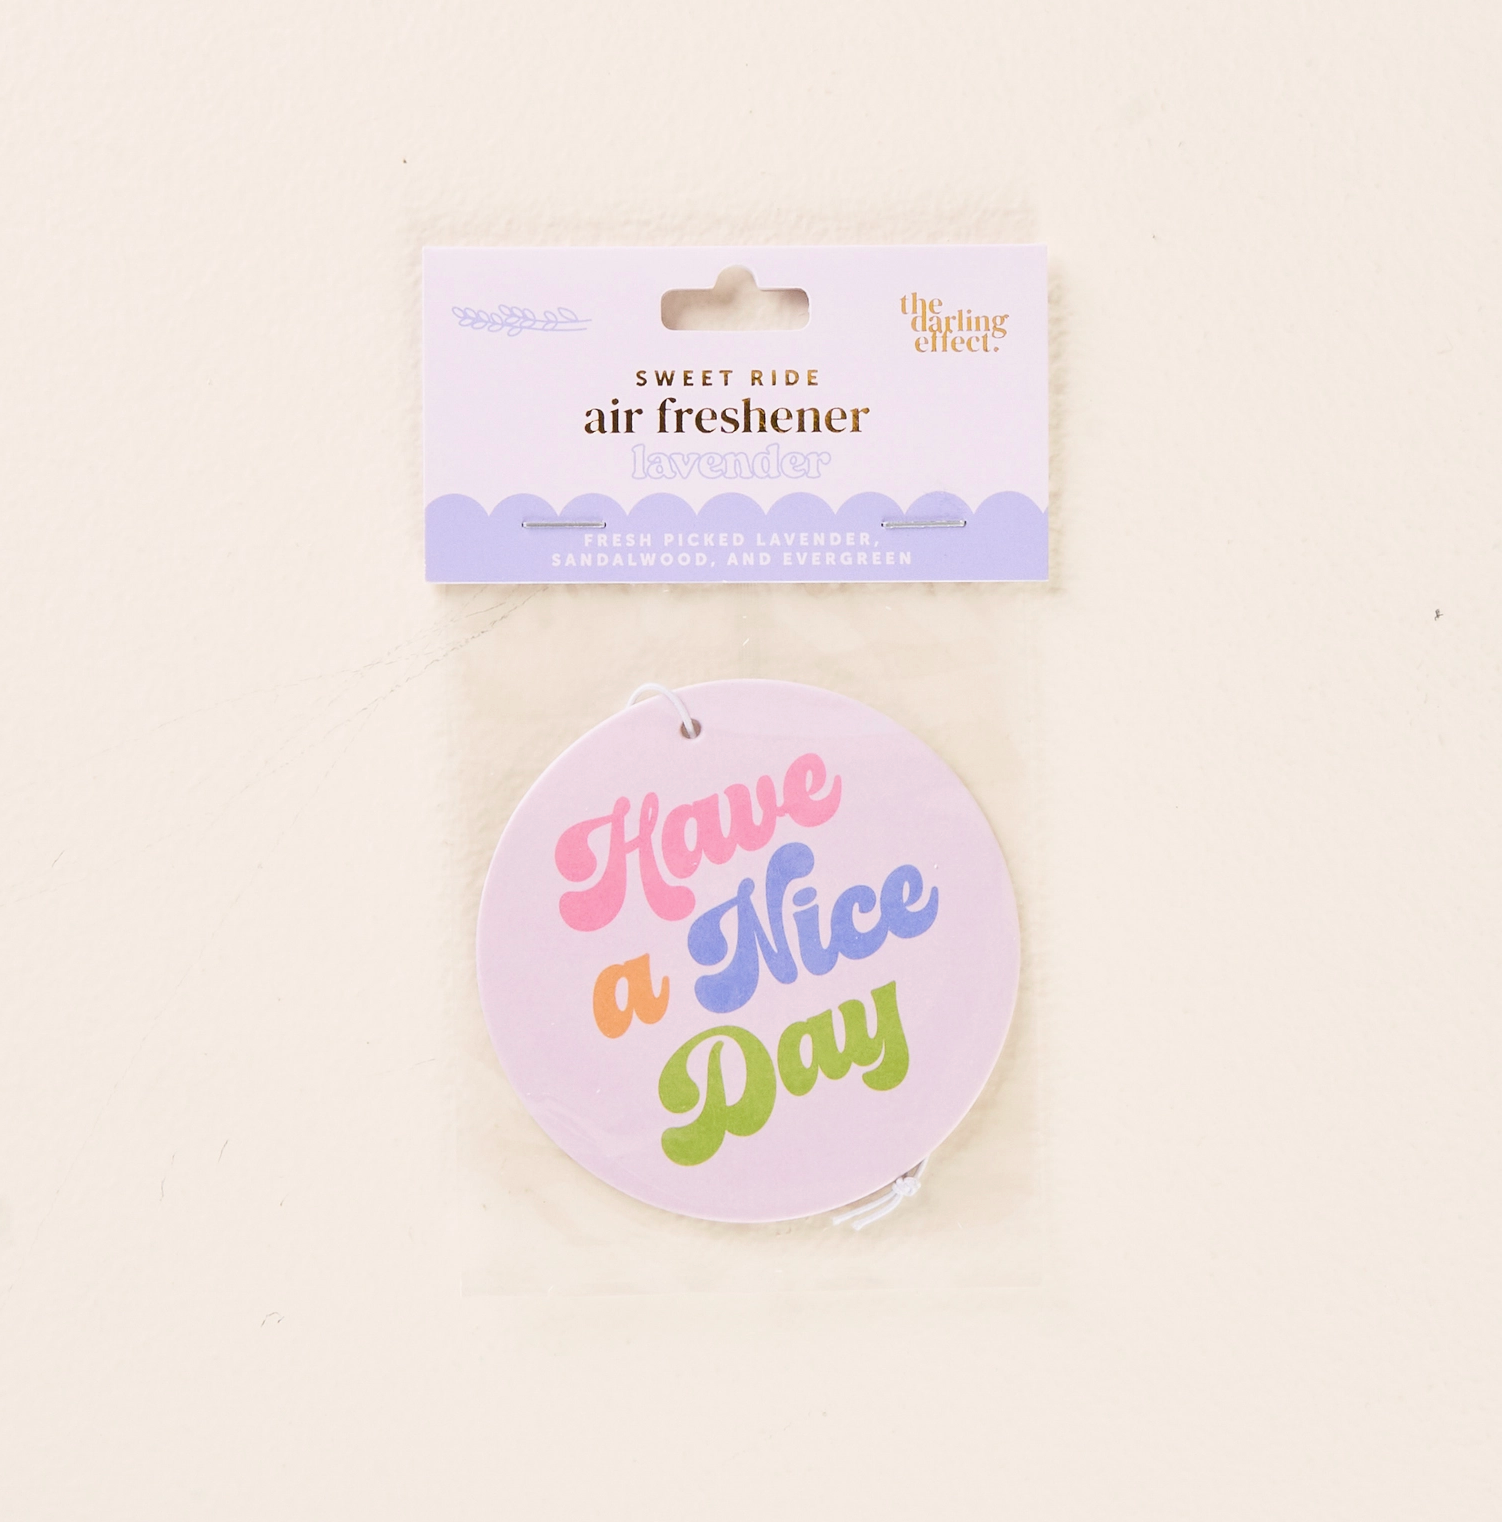 the
darling
effect.
SWEET RIDE
air freshener
lavender
FRESH PICKED LAVENDER,
SANDALWOOD, AND EVERGREEN
Have
a Nice
Day